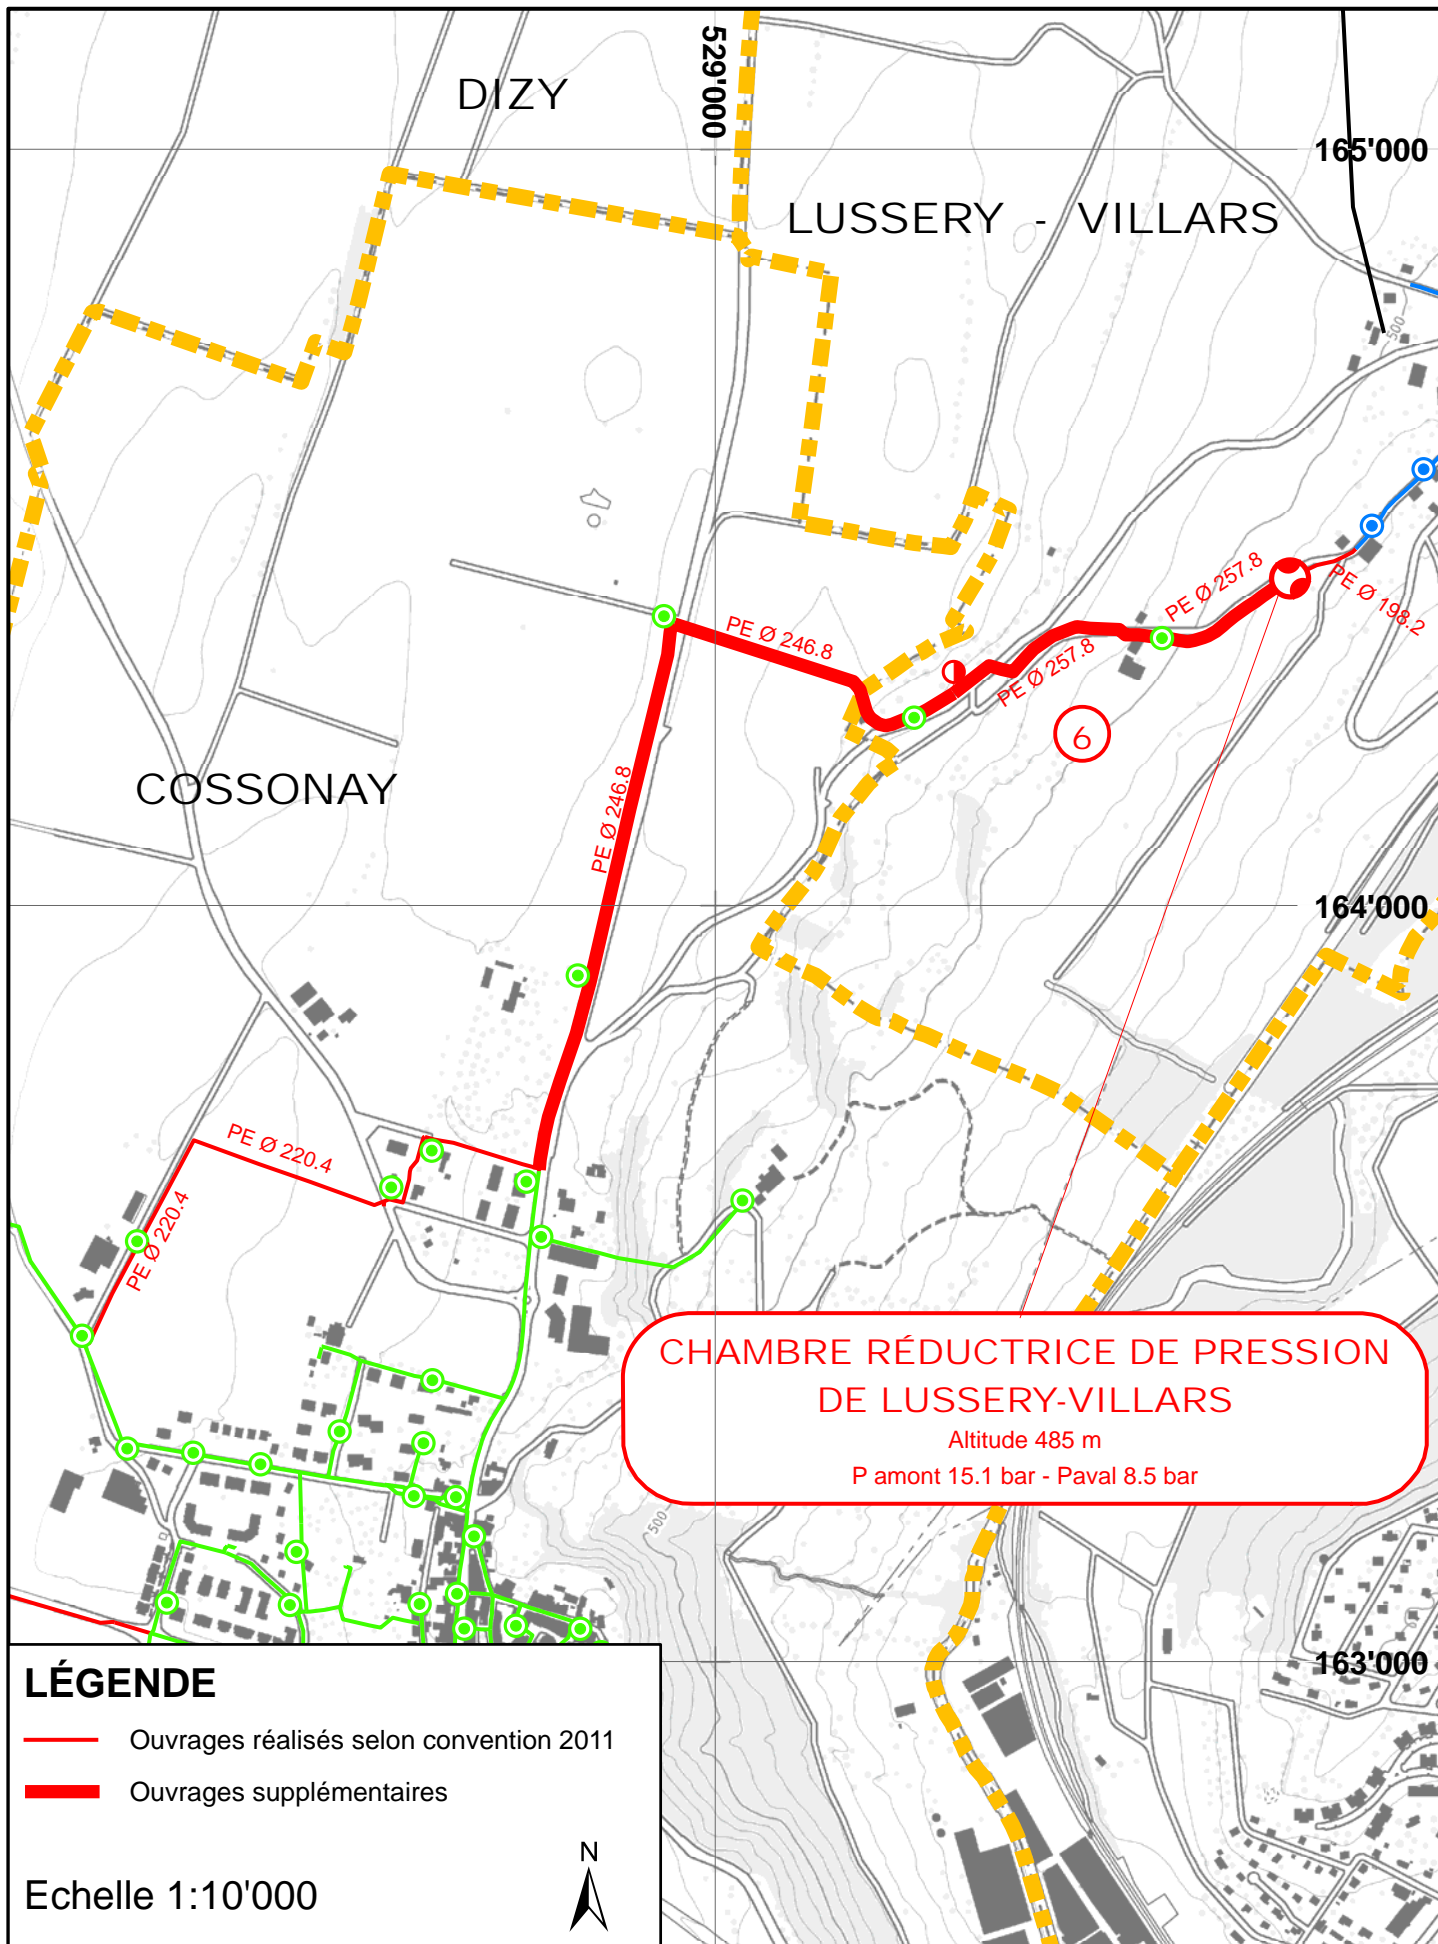 DIZY
529'000
165'000
LUSSERY - VILLARS
500
PE Ø 257.8
PE Ø 198.2
PE Ø 246.8
PE Ø 257.8
6
COSSONAY
PE Ø 246.8
164'000
PE Ø 220.4
PE Ø 220.4
CHAMBRE RÉDUCTRICE DE PRESSION
DE LUSSERY-VILLARS
Altitude 485 m
P amont 15.1 bar - Paval 8.5 bar
500
163'000
LÉGENDE
Ouvrages réalisés selon convention 2011
Ouvrages supplémentaires
N
Echelle 1:10'000